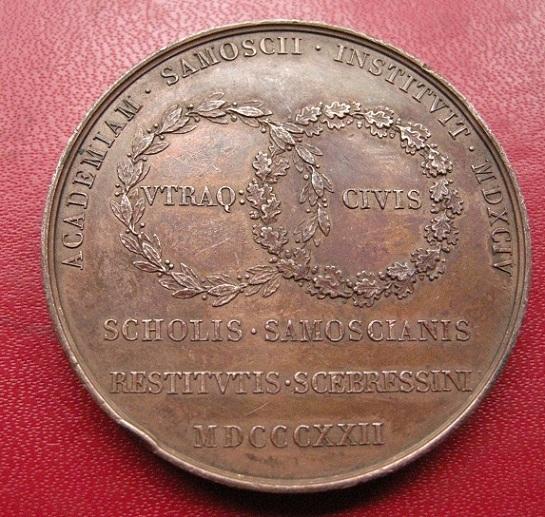 ACADEMIAM · SAMOSCII · INSTITVIT · MDXCIV
VTRAQ: CIVIS
SCHOLIS · SAMOSCIANIS
RESTITVTIS · SCEBRESSINI
MDCCCXXII